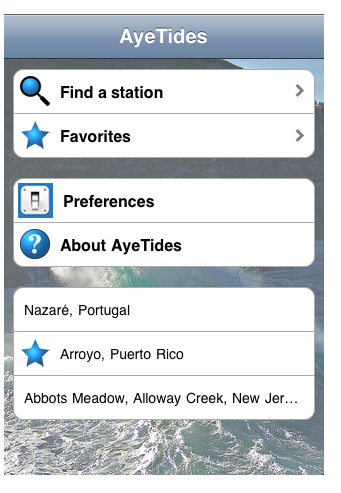 AyeTides
Find a station
Favorites
Preferences
About AyeTides
Nazaré, Portugal
Arroyo, Puerto Rico
Abbots Meadow, Alloway Creek, New Jer...